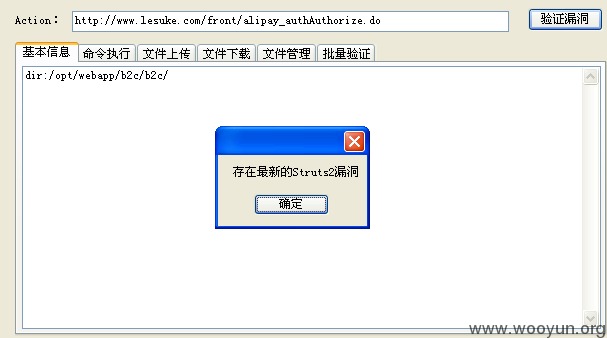 Action: http://www.lesuke.com/front/alipay_authAuthorize.do 验证漏洞
基本信息 命令执行 文件上传 文件下载 文件管理 批量验证
dir:/opt/webapp/b2c/b2c/
存在最新的Struts2漏洞
确定
www.wooyun.org